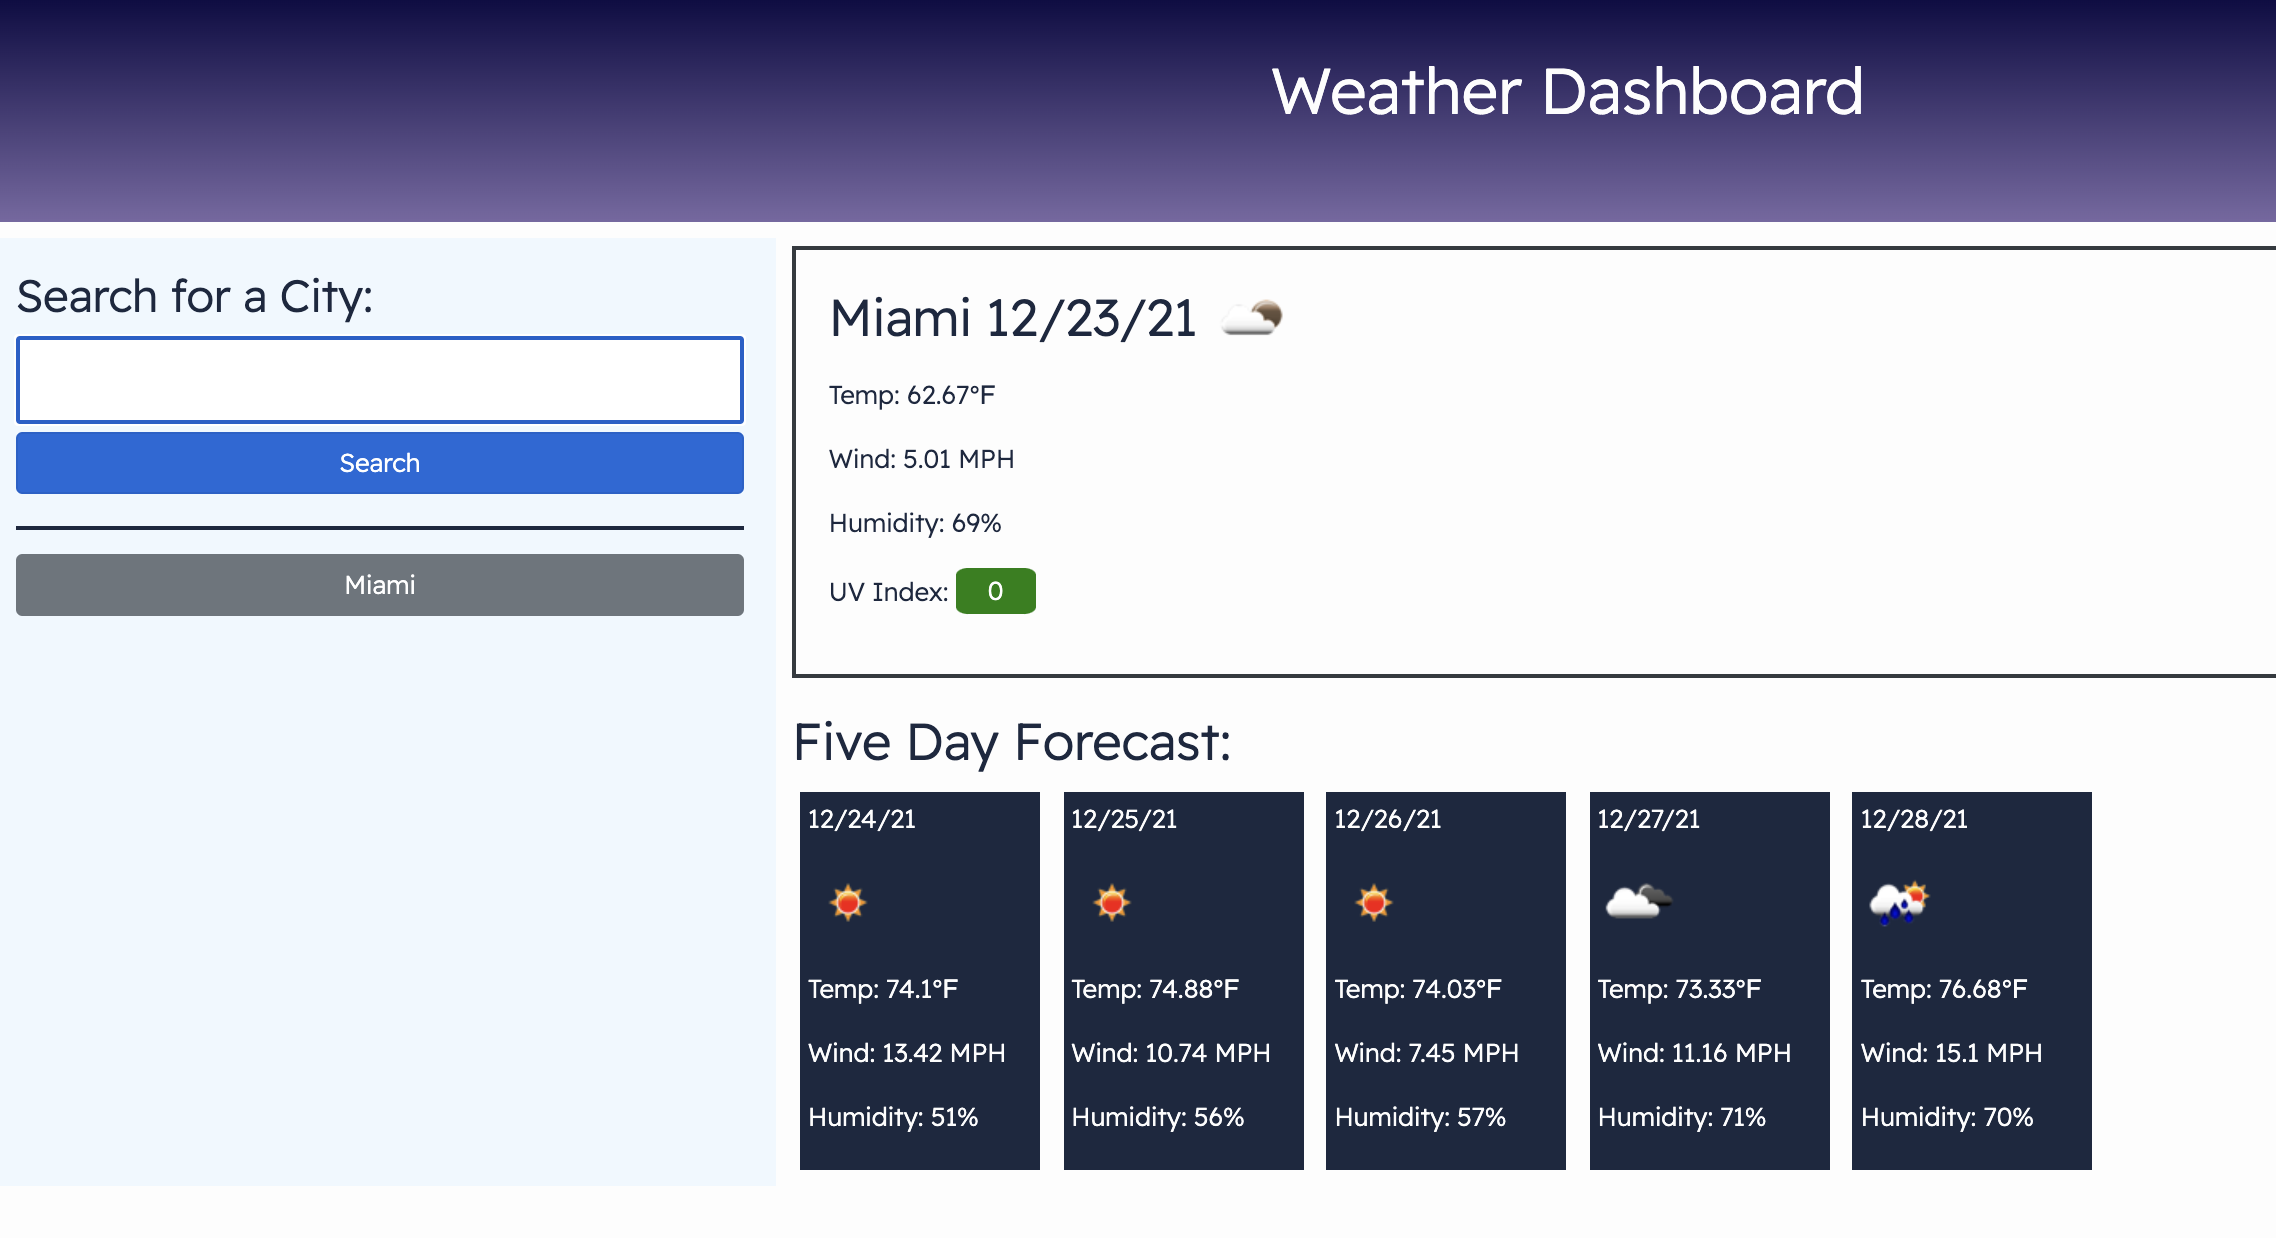 Weather Dashboard
Search for a City:
Search
Miami
Miami 12/23/21
Temp: 62.67°F
Wind: 5.01 MPH
Humidity: 69%
UV Index: 0
Five Day Forecast:
12/24/21
Temp: 74.1°F
Wind: 13.42 MPH
Humidity: 51%
12/25/21
Temp: 74.88°F
Wind: 10.74 MPH
Humidity: 56%
12/26/21
Temp: 74.03°F
Wind: 7.45 MPH
Humidity: 57%
12/27/21
Temp: 73.33°F
Wind: 11.16 MPH
Humidity: 71%
12/28/21
Temp: 76.68°F
Wind: 15.1 MPH
Humidity: 70%